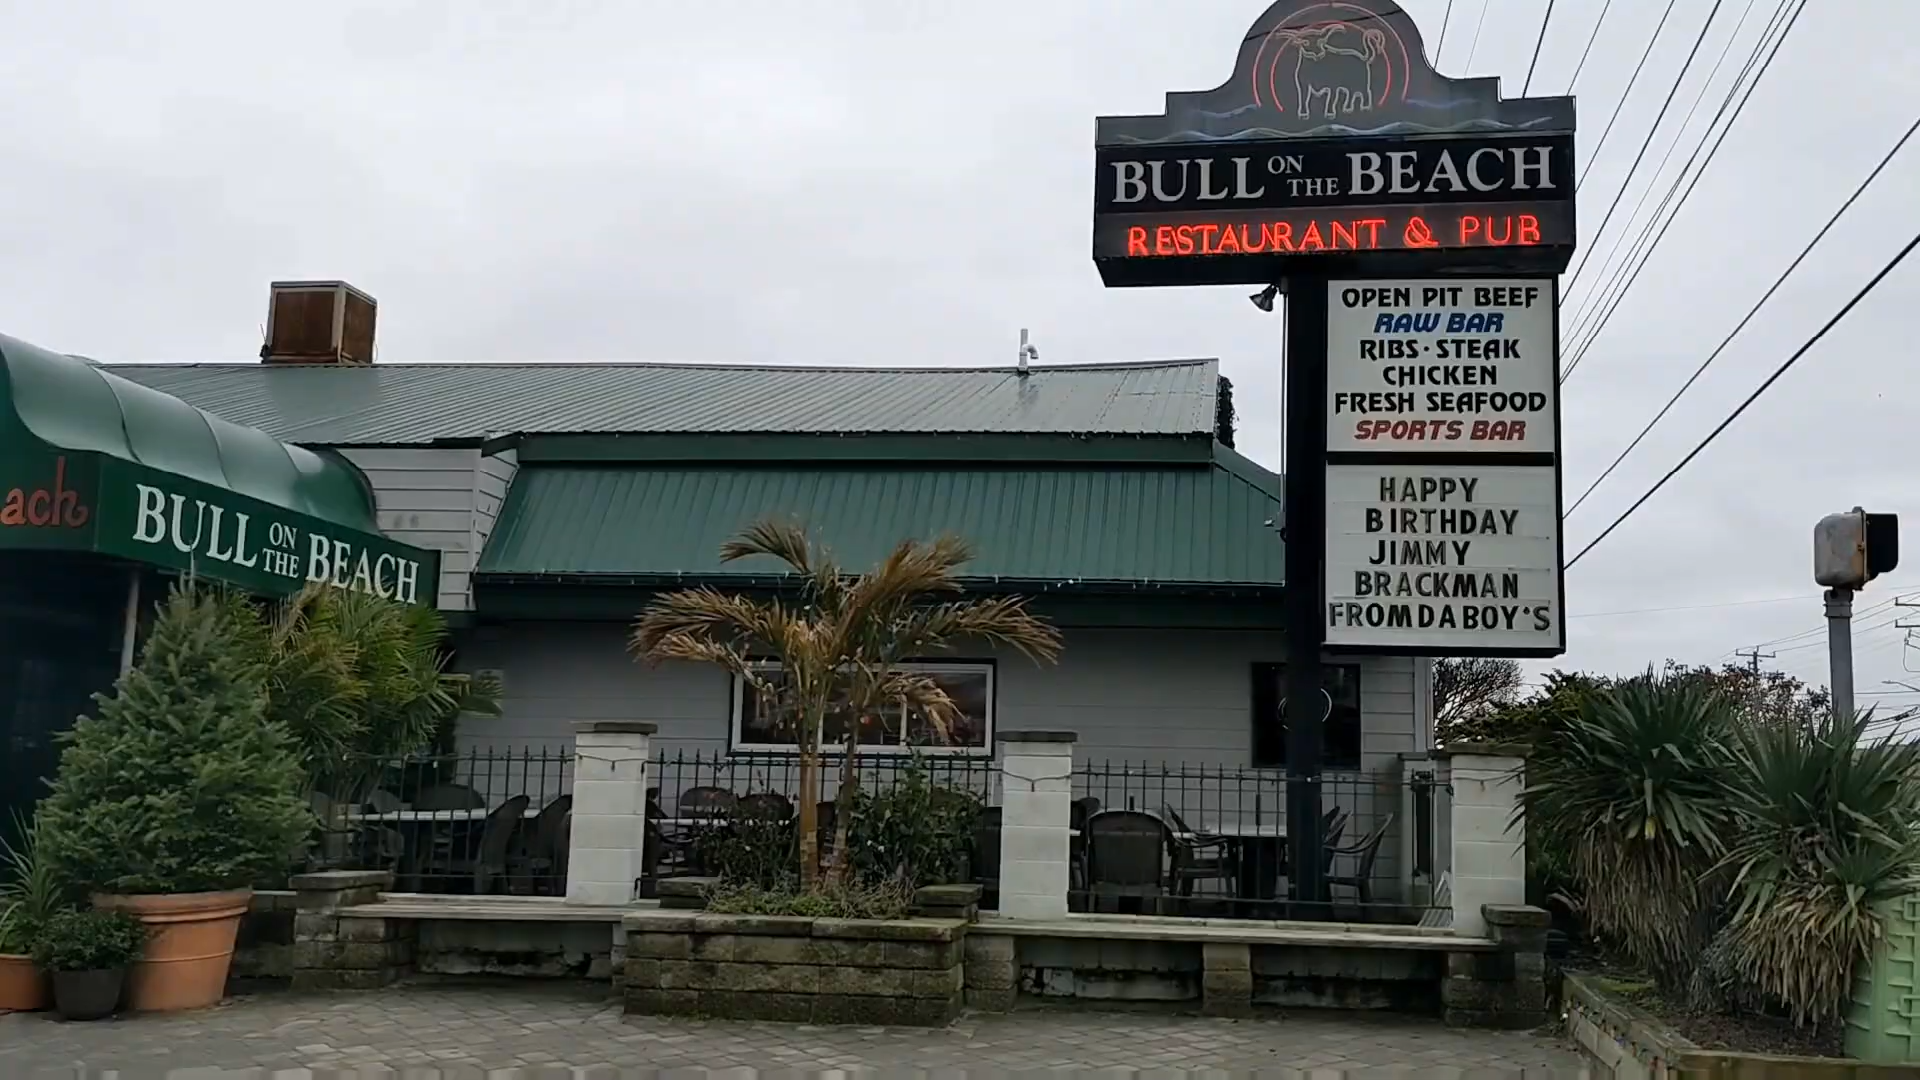 BULL ON THE BEACH
RESTAURANT & PUB
OPEN PIT BEEF
RAW BAR
RIBS · STEAK
CHICKEN
FRESH SEAFOOD
SPORTS BAR
HAPPY
BIRTHDAY
JIMMY
BRACKMAN
FROMDABOY'S
ach
BULL ON THE BEACH